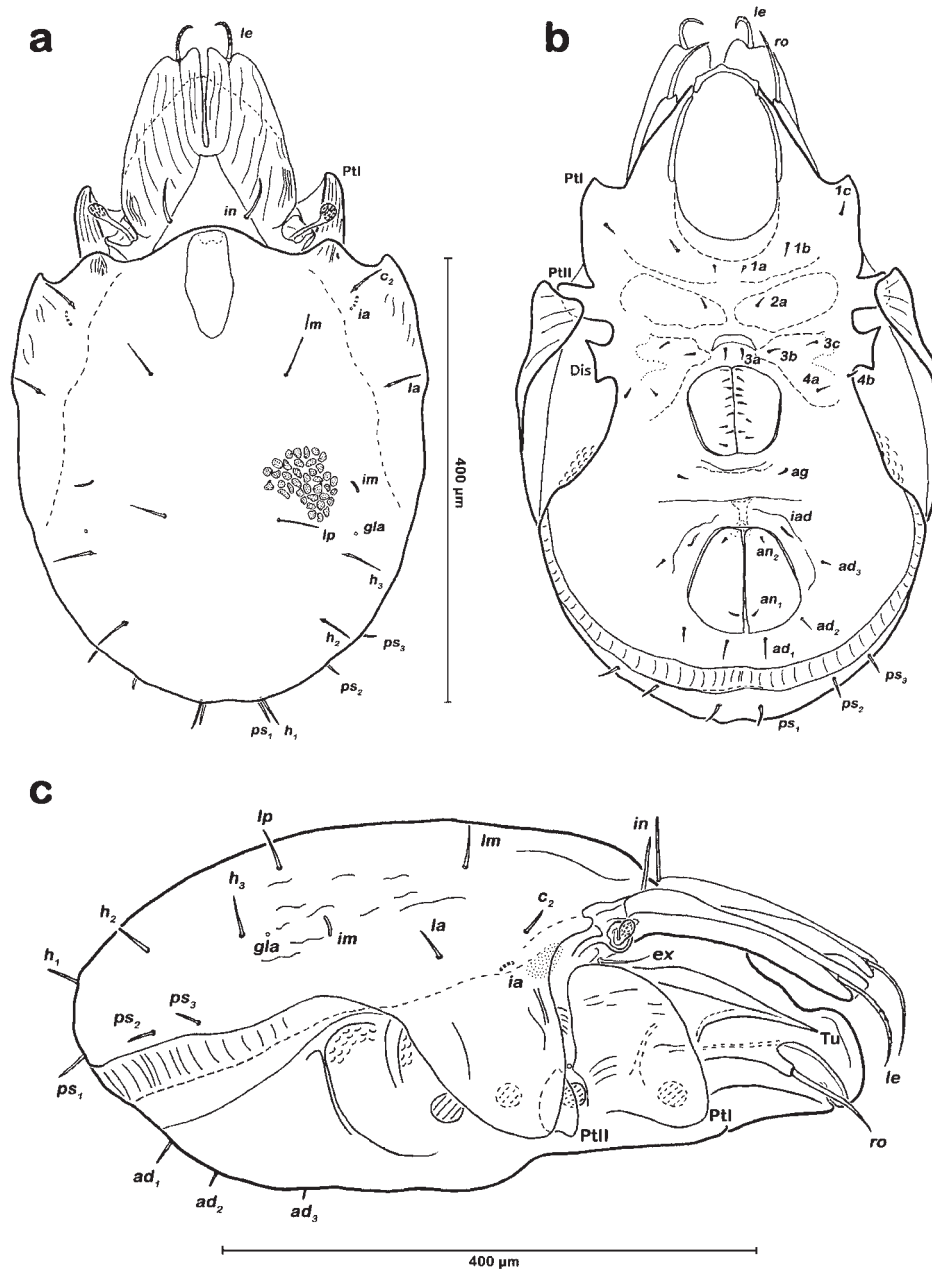 a
le
PtI
in
c₂
ia
lm
la
400 µm
im
lp
gla
h₃
h₂
ps₃
ps₂
ps₁ h₁
b
le
ro
PtI
1c
1b
1a
PtII
2a
3c
3b
3a
Dis
4a
4b
ag
iad
an₂
ad₃
an₁
ad₂
ad₁
ps₃
ps₂
ps₁
c
lp
in
lm
h₃
c₂
h₂
la
gla
im
ex
h₁
ia
ps₃
ps₂
Tu
le
ps₁
PtI
PtII
ro
ad₁
ad₂
ad₃
400 µm